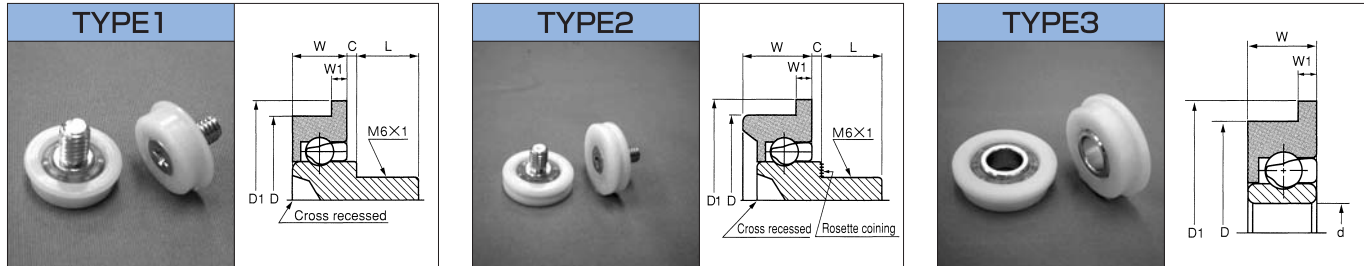 TYPE1
W C L
W1
M6×1
D1 D
Cross recessed
TYPE2
W C L
W1
M6×1
D1 D
Cross recessed Rosette coining
TYPE3
W
W1
D1 D d